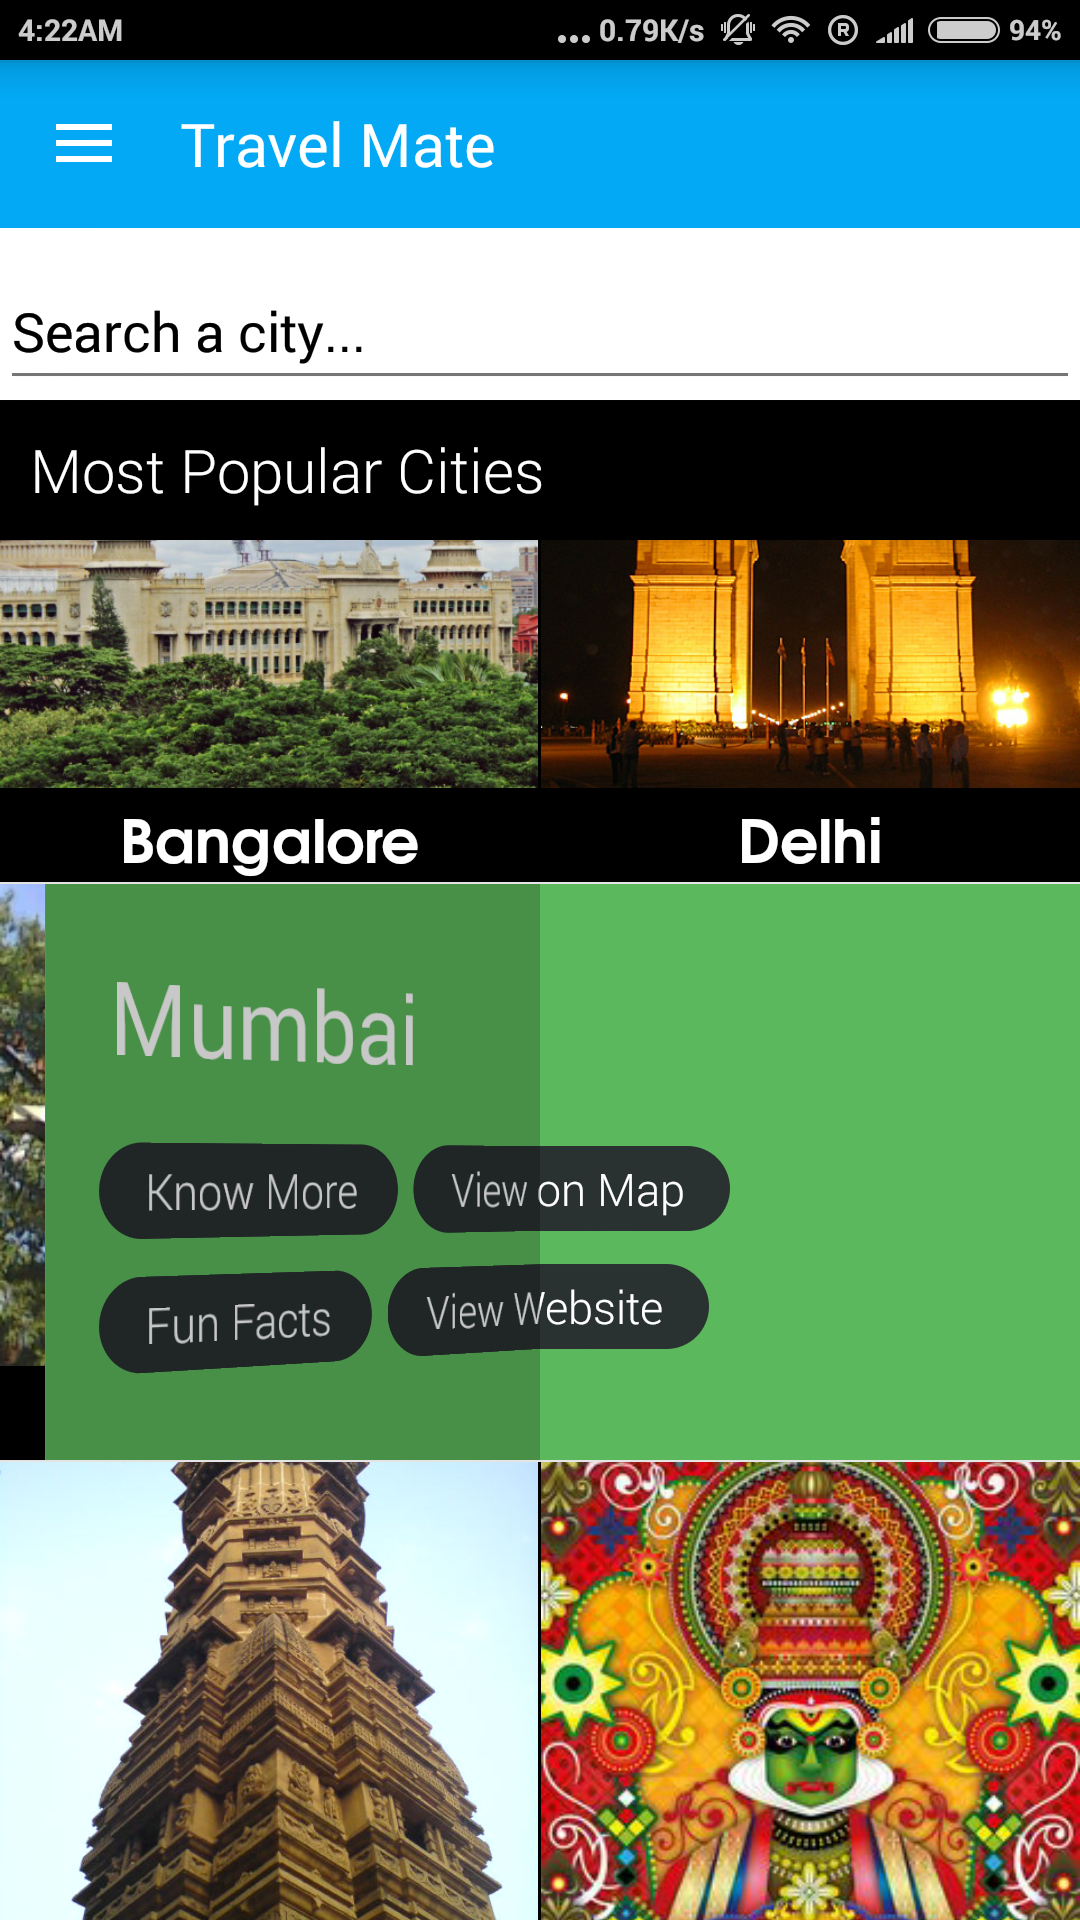 4:22AM ... 0.79K/s R 94%
Travel Mate
Search a city...
Most Popular Cities
Bangalore Delhi
Mumbai
Know More View on Map
Fun Facts View Website